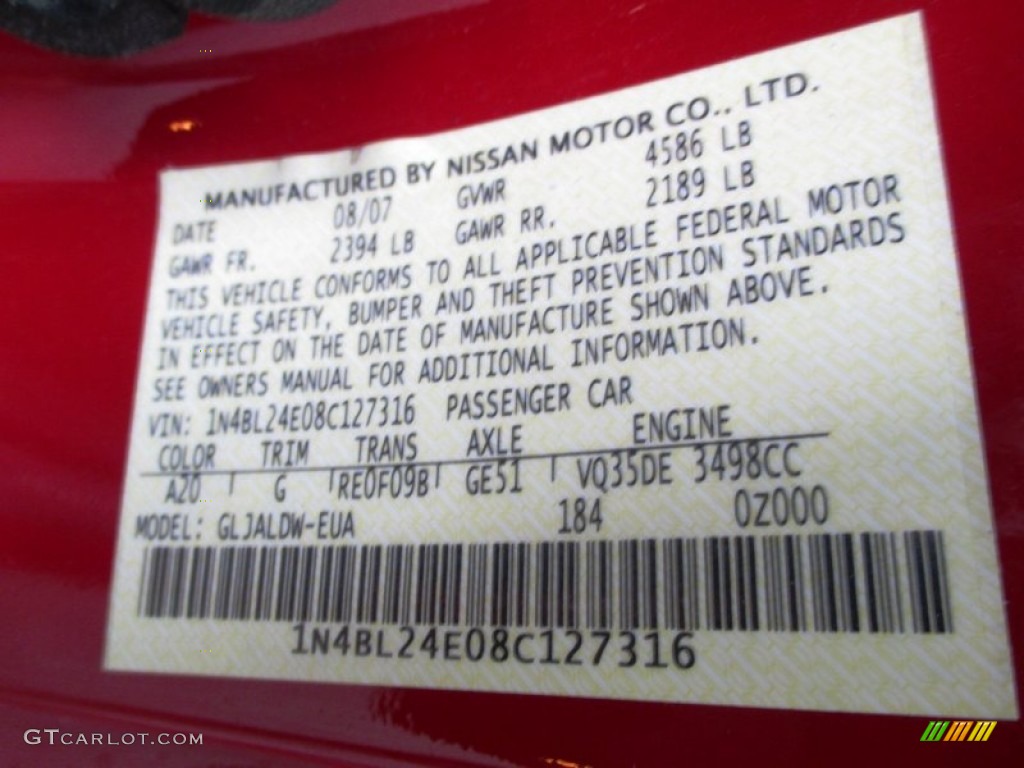 MANUFACTURED BY NISSAN MOTOR CO., LTD.
DATE 08/07 GVWR 4586 LB
GAWR FR. 2394 LB GAWR RR. 2189 LB
THIS VEHICLE CONFORMS TO ALL APPLICABLE FEDERAL MOTOR
VEHICLE SAFETY, BUMPER AND THEFT PREVENTION STANDARDS
IN EFFECT ON THE DATE OF MANUFACTURE SHOWN ABOVE.
SEE OWNERS MANUAL FOR ADDITIONAL INFORMATION.
VIN: 1N4BL24E08C127316 PASSENGER CAR
COLOR TRIM TRANS AXLE ENGINE
A20 G RE0F09B GE51 VQ35DE 3498CC
MODEL: GLJALDW-EUA 184 0Z000
1N4BL24E08C127316
GTCARLOT.COM